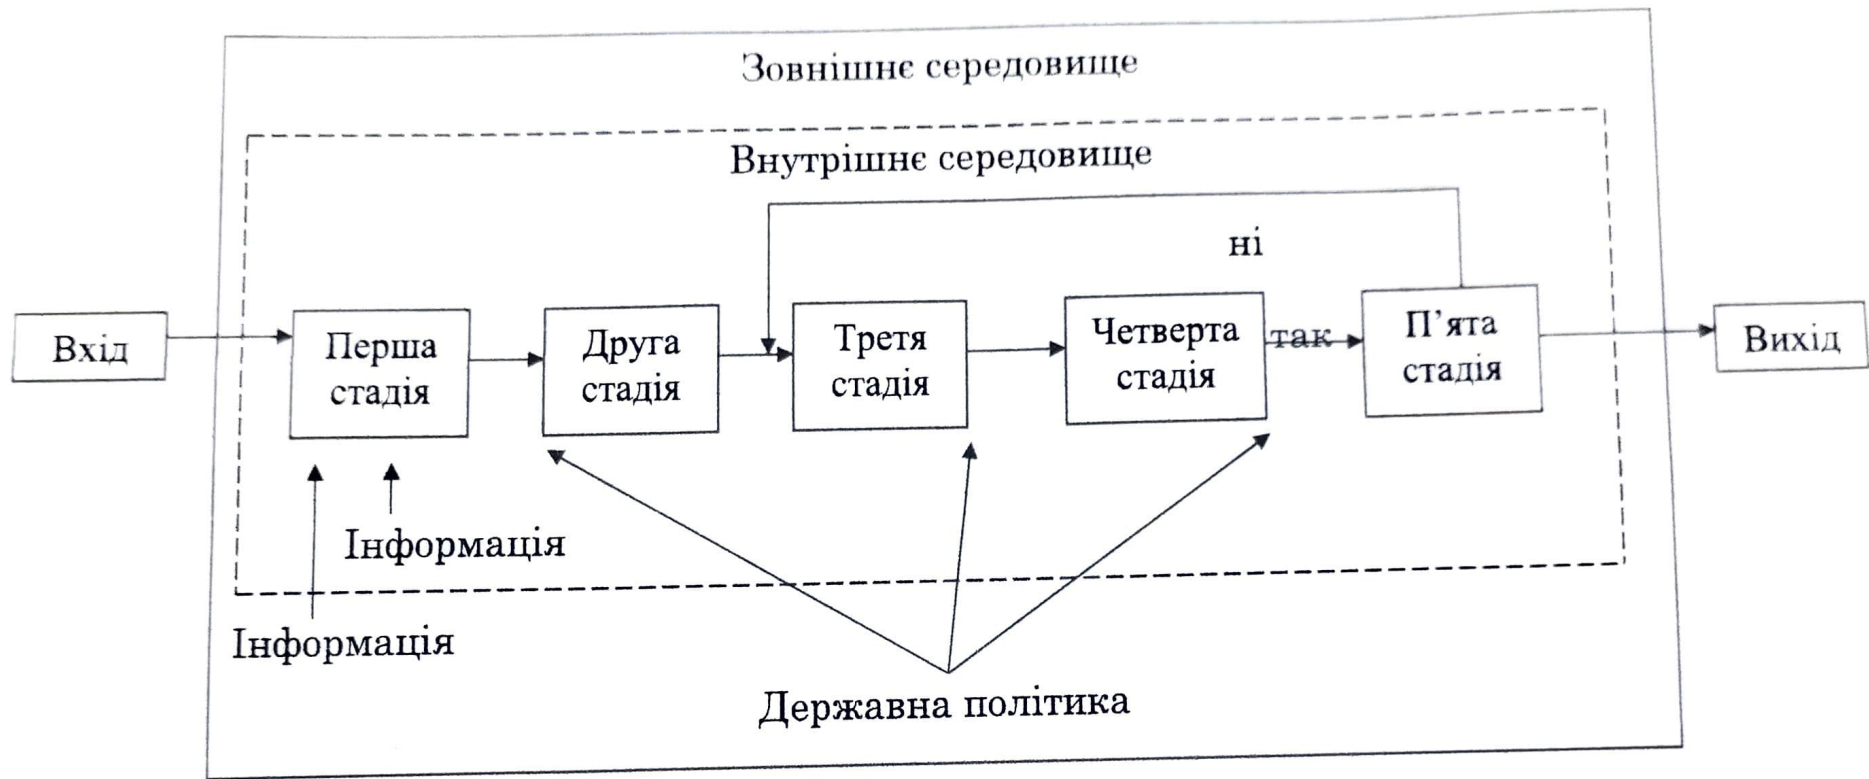 Зовнішнє середовище
Внутрішнє середовище
ні
Вхід
Перша
стадія
Друга
стадія
Третя
стадія
Четверта
стадія
так
П’ята
стадія
Вихід
Інформація
Інформація
Державна політика